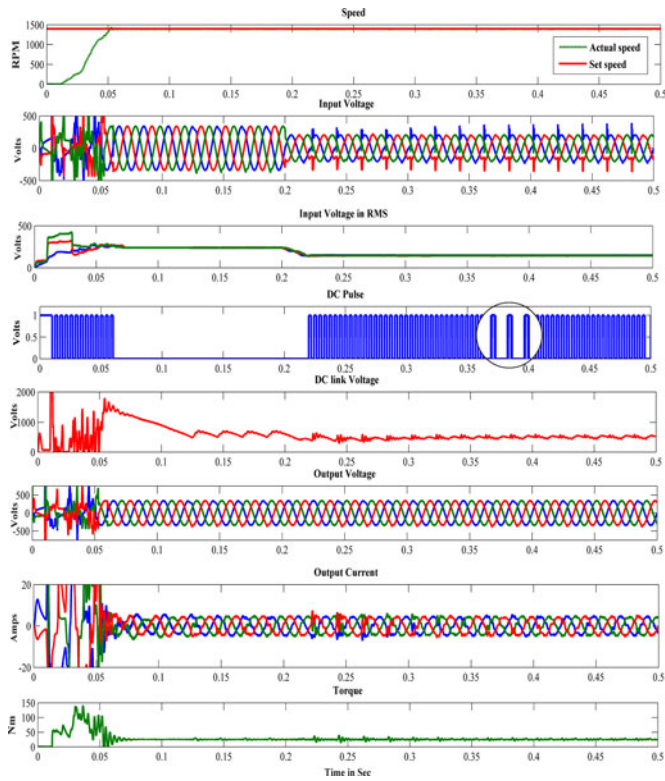 Speed
RPM
1500
1000
500
0
0 0.05 0.1 0.15 0.2 0.25 0.3 0.35 0.4 0.45 0.5
Actual speed
Set speed
Input Voltage
Volts
500
0
-500
0 0.05 0.1 0.15 0.2 0.25 0.3 0.35 0.4 0.45 0.5
Input Voltage in RMS
Volts
500
0
0 0.05 0.1 0.15 0.2 0.25 0.3 0.35 0.4 0.45 0.5
DC Pulse
Volts
1
0.5
0
0 0.05 0.1 0.15 0.2 0.25 0.3 0.35 0.4 0.45 0.5
DC link Voltage
Volts
2000
1000
0
0 0.05 0.1 0.15 0.2 0.25 0.3 0.35 0.4 0.45 0.5
Output Voltage
Volts
500
0
-500
0 0.05 0.1 0.15 0.2 0.25 0.3 0.35 0.4 0.45 0.5
Output Current
Amps
20
0
-20
0 0.05 0.1 0.15 0.2 0.25 0.3 0.35 0.4 0.45 0.5
Torque
Nm
150
100
50
0
0 0.05 0.1 0.15 0.2 0.25 0.3 0.35 0.4 0.45 0.5
Time in Sec